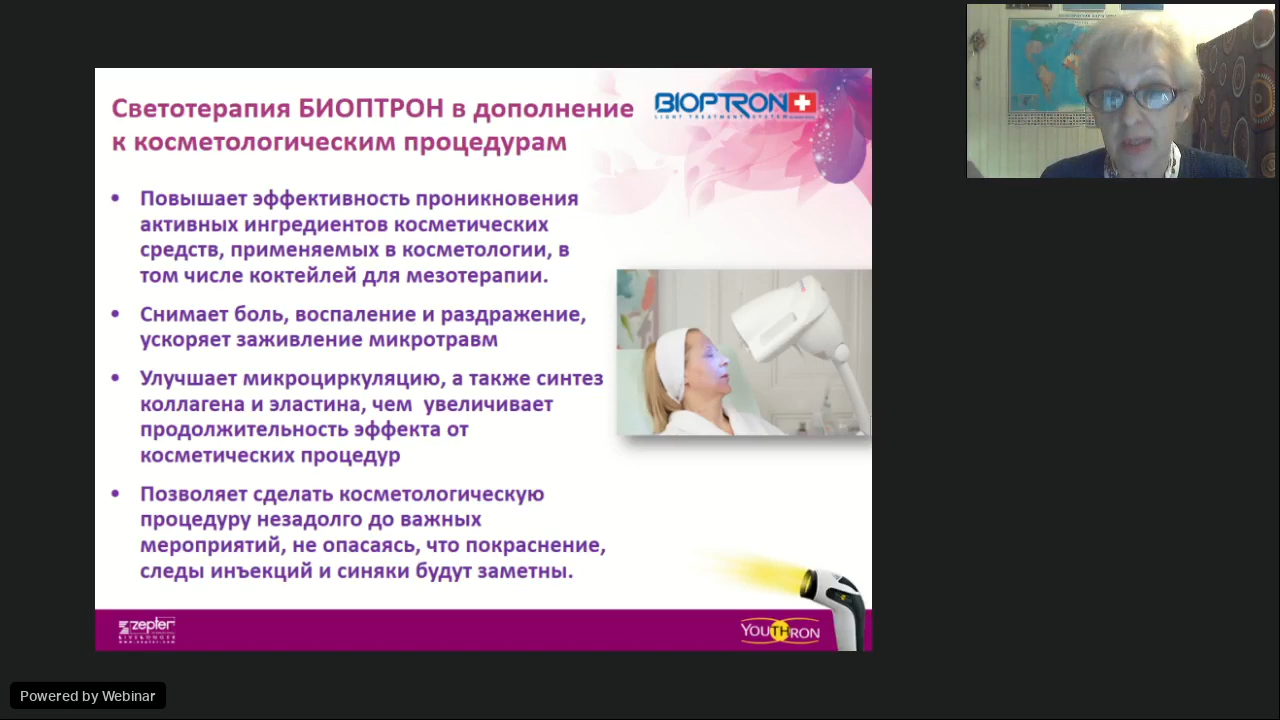 Светотерапия БИОПТРОН в дополнение
к косметологическим процедурам
BIOPTRON
LIGHT TREATMENT SYSTEM
• Повышает эффективность проникновения
активных ингредиентов косметических
средств, применяемых в косметологии, в
том числе коктейлей для мезотерапии.
• Снимает боль, воспаление и раздражение,
ускоряет заживление микротравм
• Улучшает микроциркуляцию, а также синтез
коллагена и эластина, чем увеличивает
продолжительность эффекта от
косметических процедур
• Позволяет сделать косметологическую
процедуру незадолго до важных
мероприятий, не опасаясь, что покраснение,
следы инъекций и синяки будут заметны.
zepter
YOUTHRON
Powered by Webinar